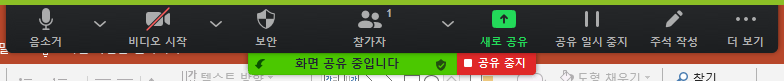 1
음소거 비디오 시작 보안 참가자 새로 공유 공유 일시 중지 주석 작성 더 보기
화면 공유 중입니다 공유 중지
텍스트 방향 도형 채우기 찾기